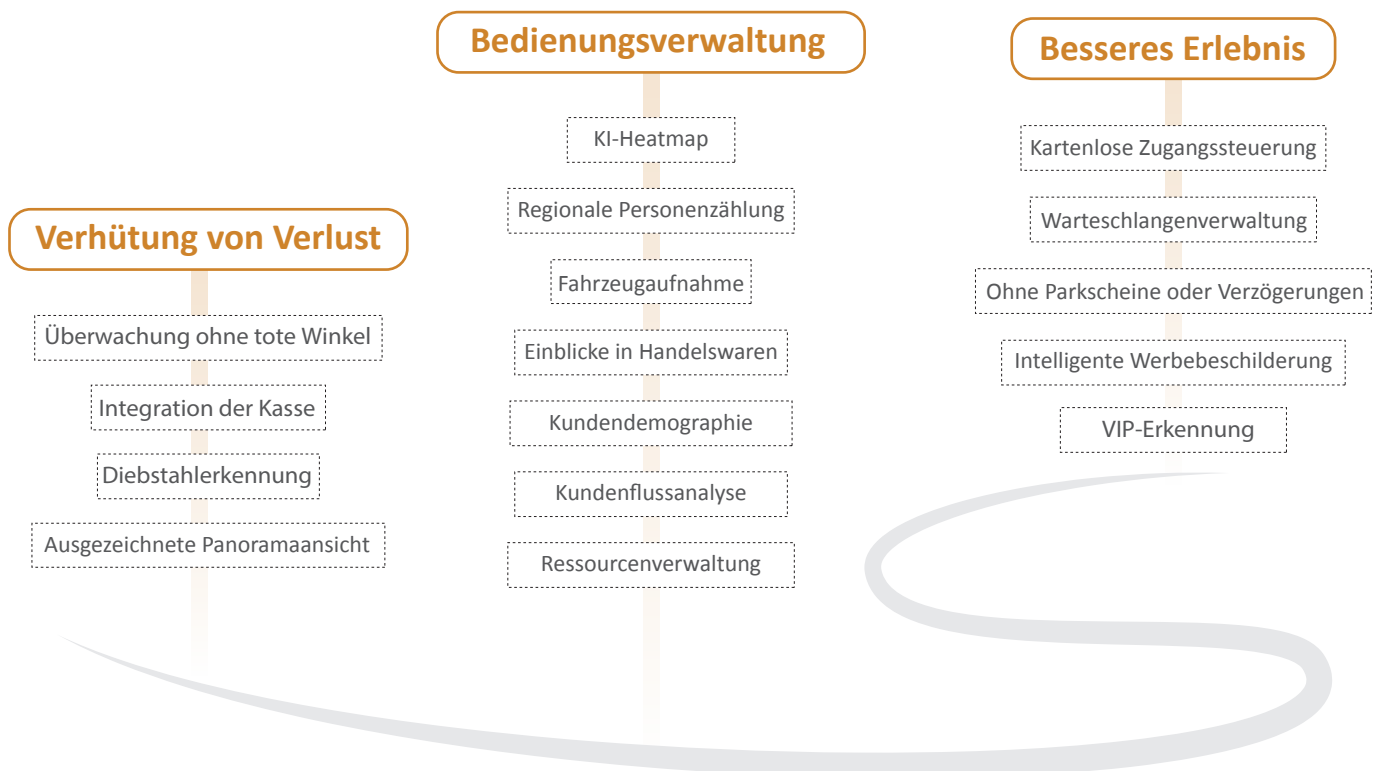 Verhütung von Verlust
Überwachung ohne tote Winkel
Integration der Kasse
Diebstahlerkennung
Ausgezeichnete Panoramaansicht
Bedienungsverwaltung
KI-Heatmap
Regionale Personenzählung
Fahrzeugaufnahme
Einblicke in Handelswaren
Kundendemographie
Kundenflussanalyse
Ressourcenverwaltung
Besseres Erlebnis
Kartenlose Zugangssteuerung
Warteschlangenverwaltung
Ohne Parkscheine oder Verzögerungen
Intelligente Werbebeschilderung
VIP-Erkennung